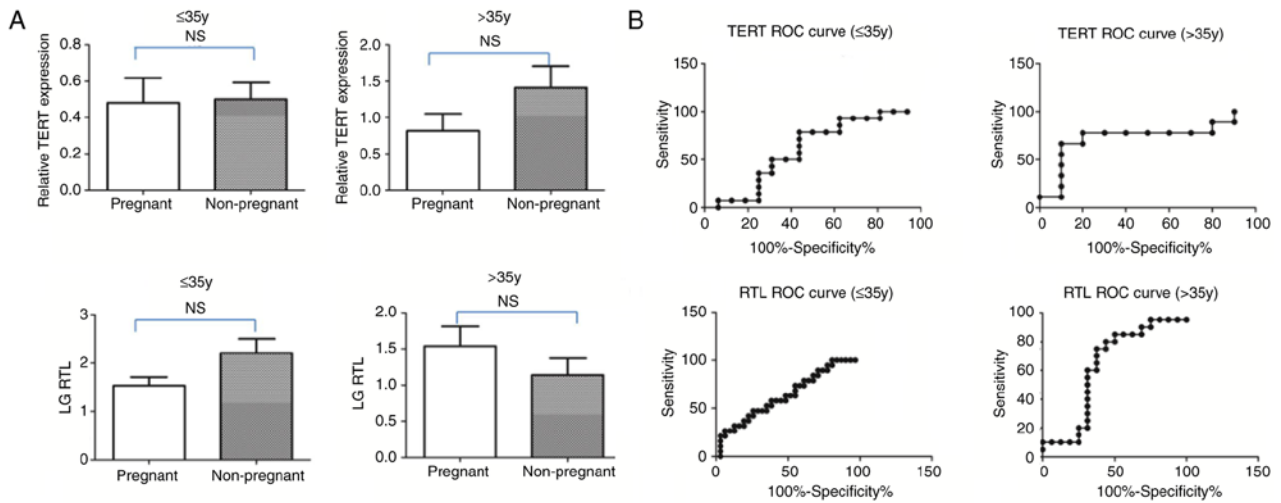 A
≤35y
NS
Relative TERT expression
0.8
0.6
0.4
0.2
0.0
Pregnant Non-pregnant
>35y
NS
Relative TERT expression
2.0
1.5
1.0
0.5
0.0
Pregnant Non-pregnant
≤35y
NS
LG RTL
3
2
1
0
Pregnant Non-pregnant
>35y
NS
LG RTL
2.0
1.5
1.0
0.5
0.0
Pregnant Non-pregnant
B
TERT ROC curve (≤35y)
Sensitivity
150
100
50
0
0 20 40 60 80 100
100%-Specificity%
TERT ROC curve (>35y)
Sensitivity
150
100
50
0
0 20 40 60 80 100
100%-Specificity%
RTL ROC curve (≤35y)
Sensitivity
150
100
50
0
0 50 100 150
100%-Specificity%
RTL ROC curve (>35y)
Sensitivity
100
80
60
40
20
0
0 50 100 150
100%-Specificity%